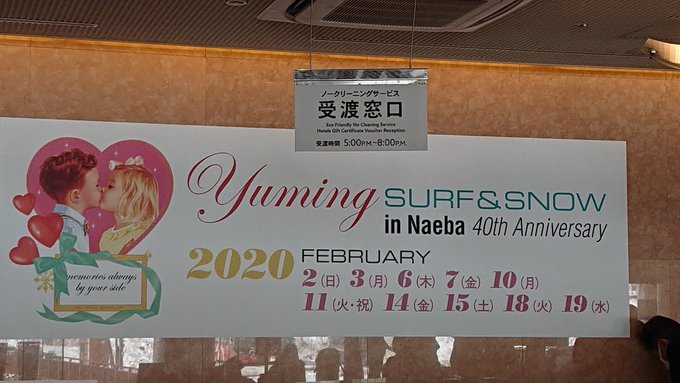 ノークリーニングサービス
受渡窓口
Eco Friendly No Cleaning Service
Hotels Gift Certificate Voucher Reception
受渡時間 5:00P.M.~8:00P.M.
Yuming SURF&SNOW
in Naeba 40th Anniversary
2020 FEBRUARY
2(日) 3(月) 6(木) 7(金) 10(月)
11(火・祝) 14(金) 15(土) 18(火) 19(水)
memories always
by your side